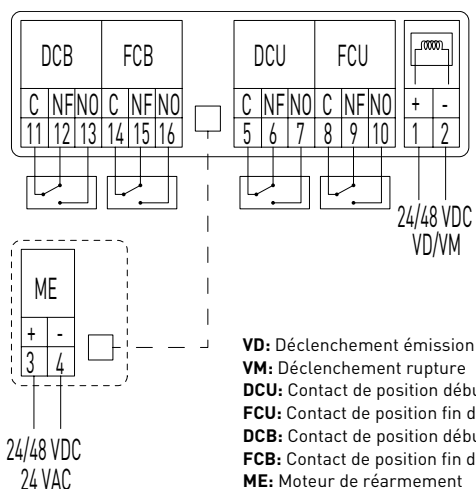 DCB FCB DCU FCU
C NF NO C NF NO C NF NO C NF NO + -
11 12 13 14 15 16 5 6 7 8 9 10 1 2
24/48 VDC
VD/VM
ME
+ -
3 4
24/48 VDC
24 VAC
VD: Déclenchement émission
VM: Déclenchement rupture
DCU: Contact de position débu
FCU: Contact de position fin d
DCB: Contact de position débu
FCB: Contact de position fin d
ME: Moteur de réarmement